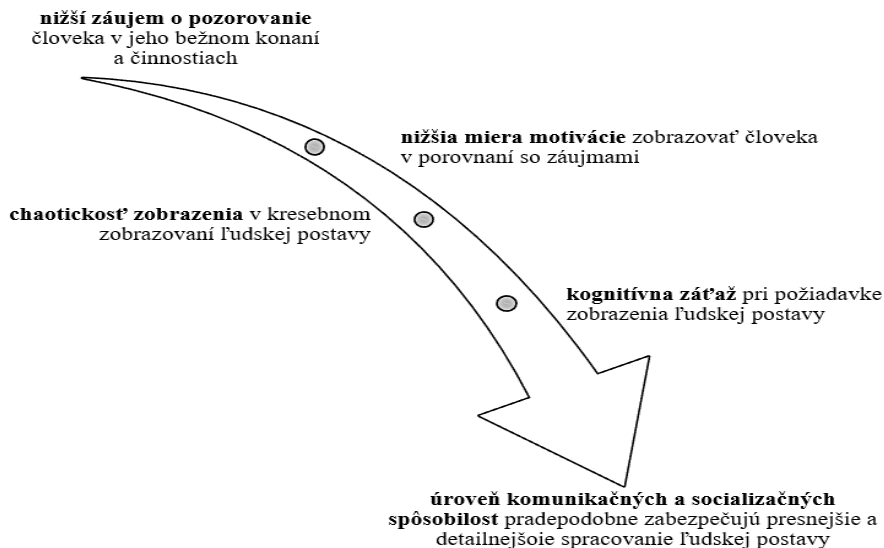 nižší záujem o pozorovanie
človeka v jeho bežnom konaní
a činnostiach
nižšia miera motivácie zobrazovať človeka
v porovnaní so záujmami
chaotickosť zobrazenia v kresebnom
zobrazovaní ľudskej postavy
kognitívna záťaž pri požiadavke
zobrazenia ľudskej postavy
úroveň komunikačných a socializačných
spôsobilost pradepodobne zabezpečujú presnejšie a
detailnejšoie spracovanie ľudskej postavy